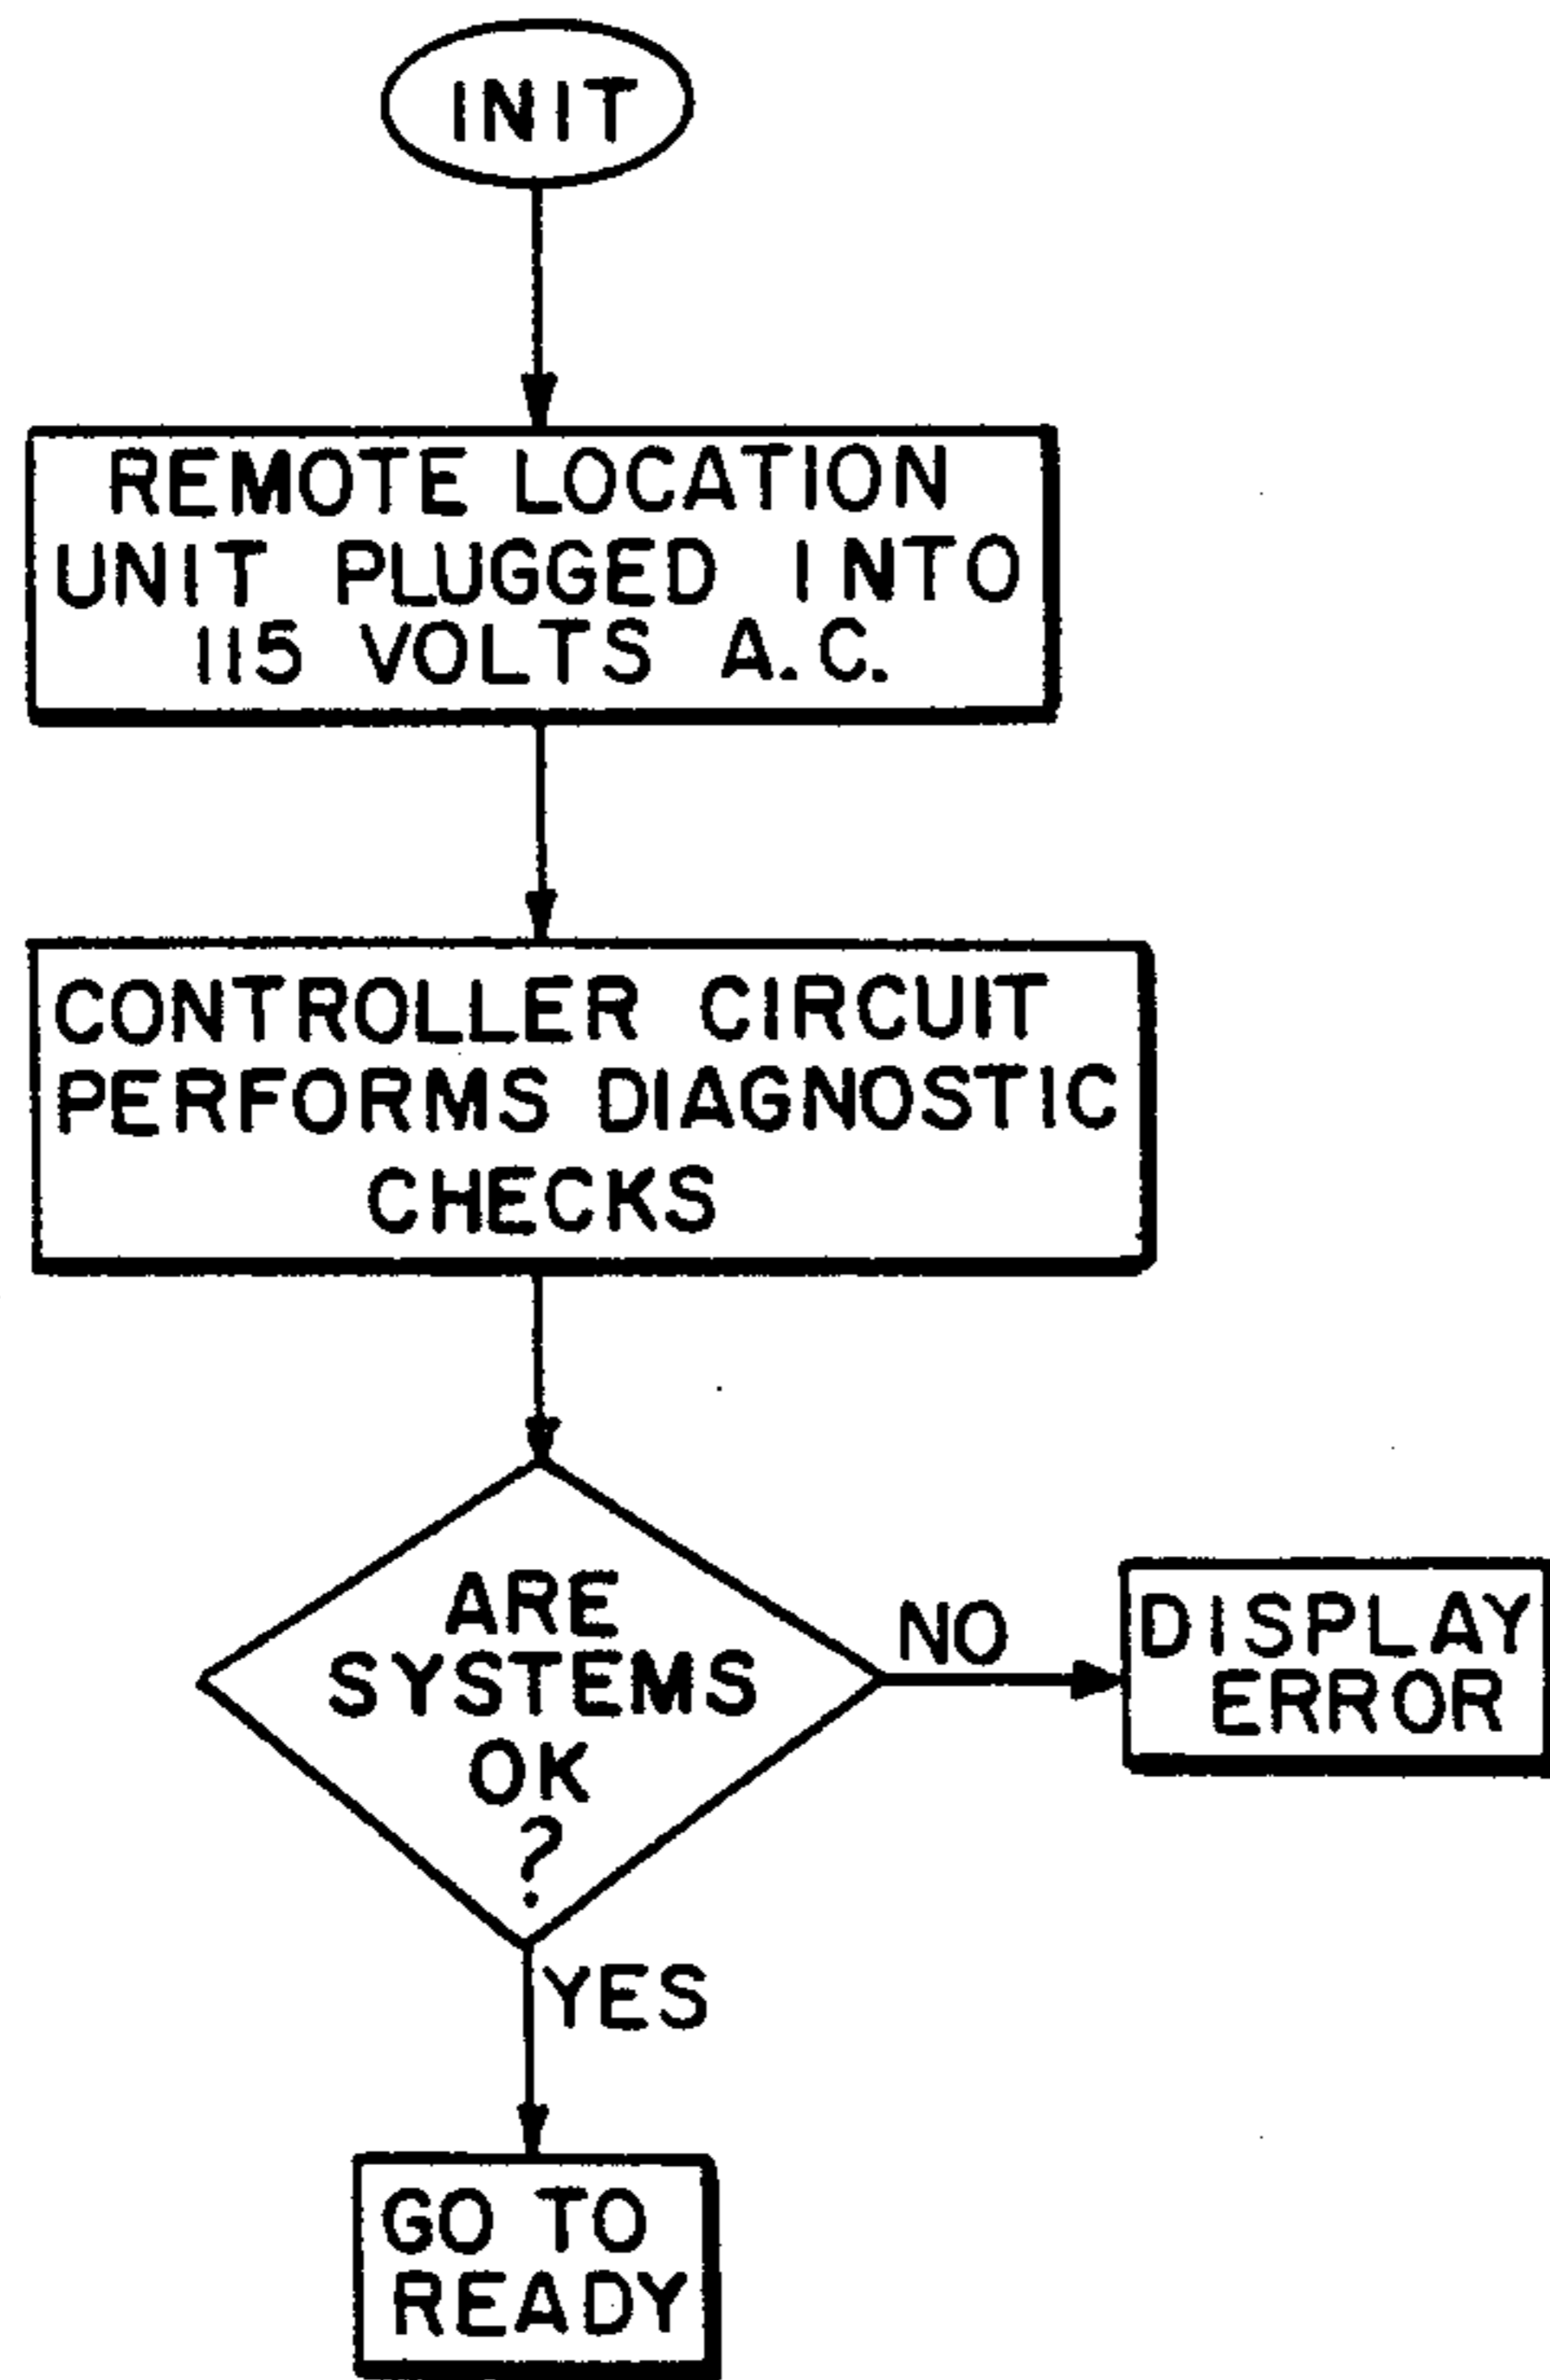 INIT
REMOTE LOCATION
UNIT PLUGGED INTO
115 VOLTS A.C.
CONTROLLER CIRCUIT
PERFORMS DIAGNOSTIC
CHECKS
ARE
SYSTEMS
OK
?
NO
DISPLAY
ERROR
YES
GO TO
READY